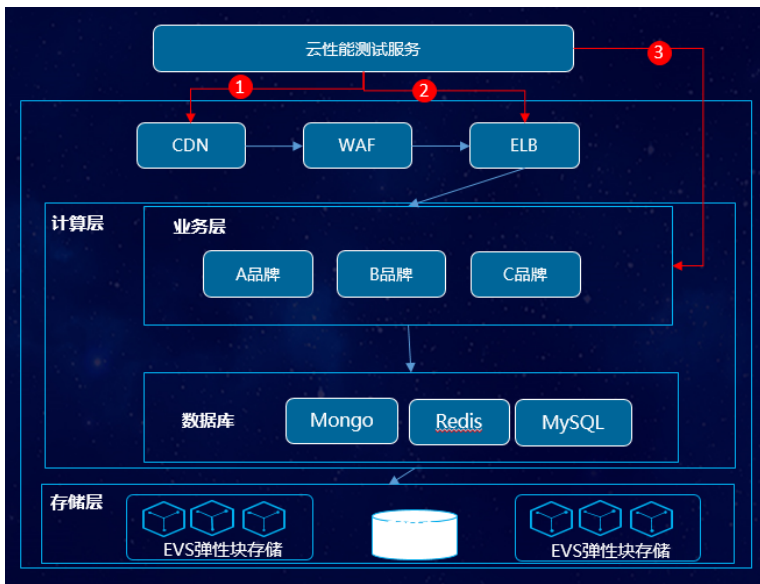 云性能测试服务
1
2
3
CDN
WAF
ELB
计算层
业务层
A品牌
B品牌
C品牌
数据库
Mongo
Redis
MySQL
存储层
EVS弹性块存储
EVS弹性块存储